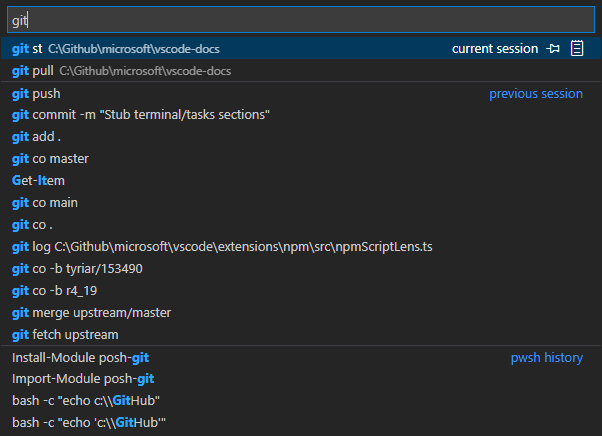 git
git st C:\Github\microsoft\vscode-docs current session
git pull C:\Github\microsoft\vscode-docs
git push previous session
git commit -m "Stub terminal/tasks sections"
git add .
git co master
Get-Item
git co main
git co .
git log C:\Github\microsoft\vscode\extensions\npm\src\npmScriptLens.ts
git co -b tyriar/153490
git co -b r4_19
git merge upstream/master
git fetch upstream
Install-Module posh-git pwsh history
Import-Module posh-git
bash -c "echo c:\\GitHub"
bash -c "echo 'c:\\GitHub'"